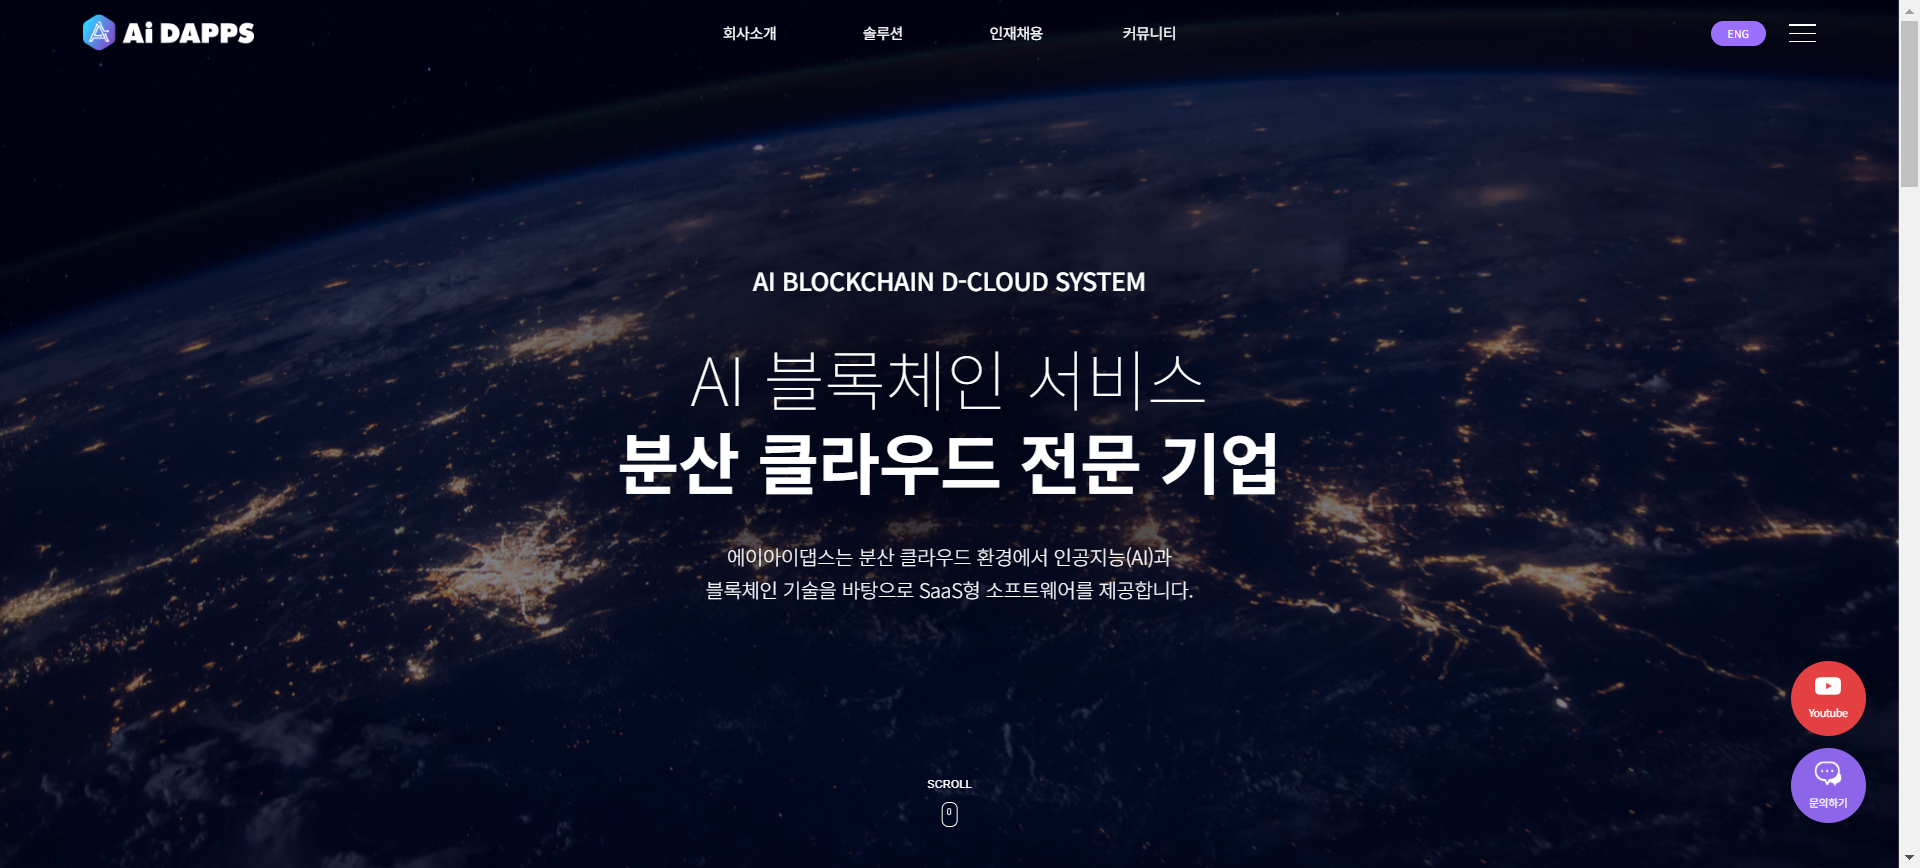 Ai DAPPS
회사소개
솔루션
인재채용
커뮤니티
ENG
AI BLOCKCHAIN D-CLOUD SYSTEM
AI 블록체인 서비스
분산 클라우드 전문 기업
에이아이댑스는 분산 클라우드 환경에서 인공지능(AI)과
블록체인 기술을 바탕으로 SaaS형 소프트웨어를 제공합니다.
Youtube
문의하기
SCROLL